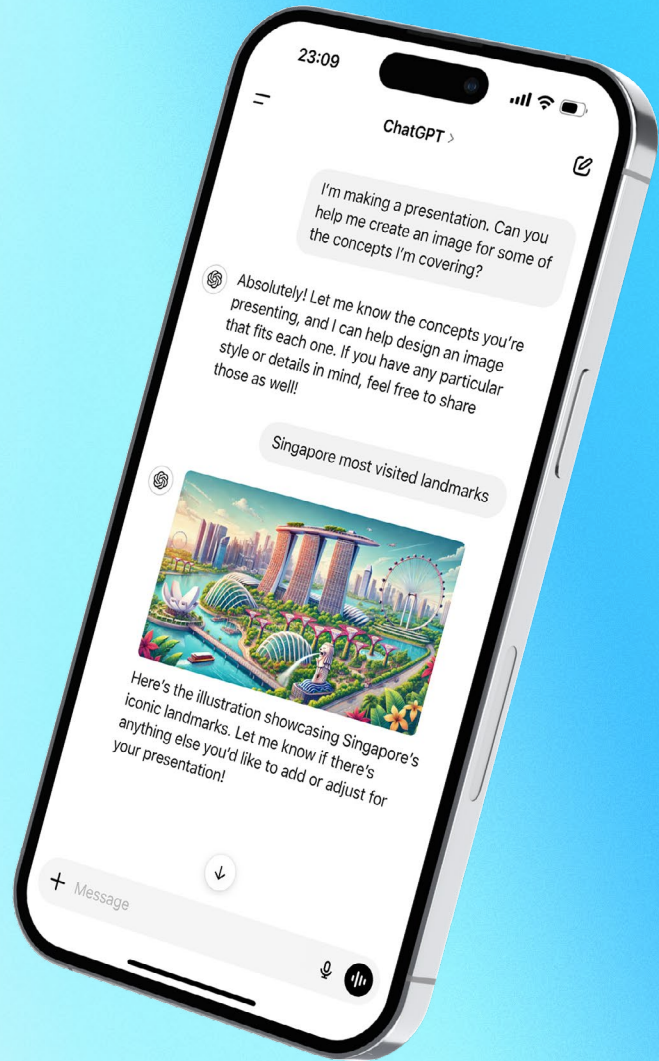 23:09
ChatGPT >
I'm making a presentation. Can you
help me create an image for some of
the concepts I'm covering?
Absolutely! Let me know the concepts you're
presenting, and I can help design an image
that fits each one. If you have any particular
style or details in mind, feel free to share
those as well!
Singapore most visited landmarks
Here's the illustration showcasing Singapore's
iconic landmarks. Let me know if there's
anything else you'd like to add or adjust for
your presentation!
Message